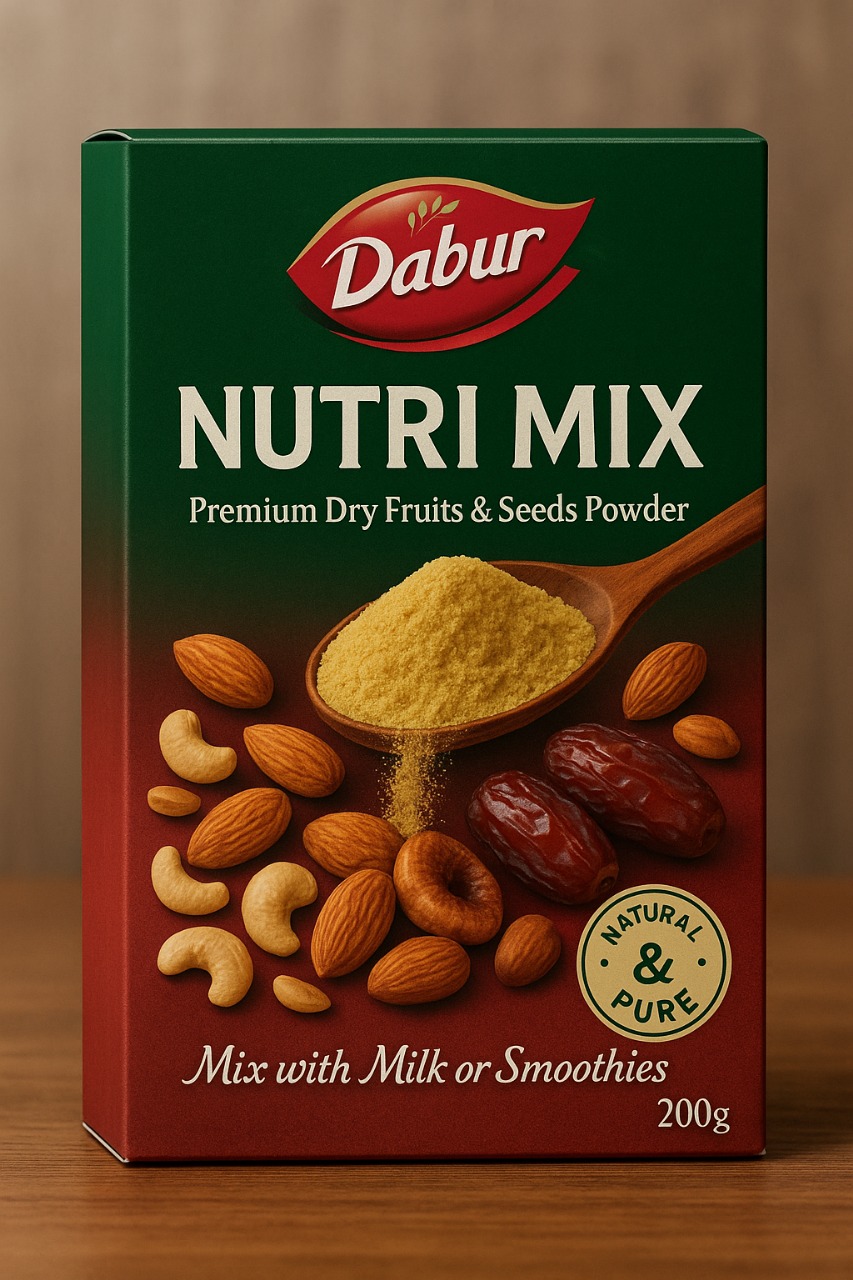 Dabur
NUTRI MIX
Premium Dry Fruits & Seeds Powder
NATURAL
&
PURE
Mix with Milk or Smoothies
200g